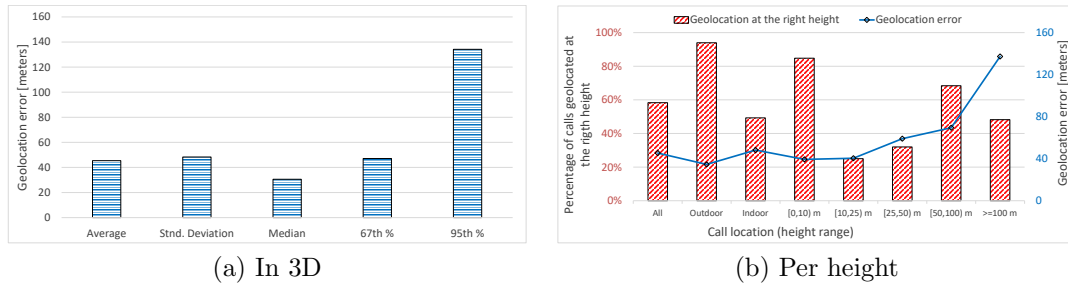 Geolocation error [meters]
160
140
120
100
80
60
40
20
0
Average Stnd. Deviation Median 67th % 95th %
(a) In 3D
Geolocation at the right height Geolocation error
Percentage of calls geolocated at
the rigth height
100%
80%
60%
40%
20%
0%
160
120
80
40
0
Geolocation error [meters]
All Outdoor Indoor [0,10) m [10,25) m [25,50) m [50,100) m >=100 m
Call location (height range)
(b) Per height